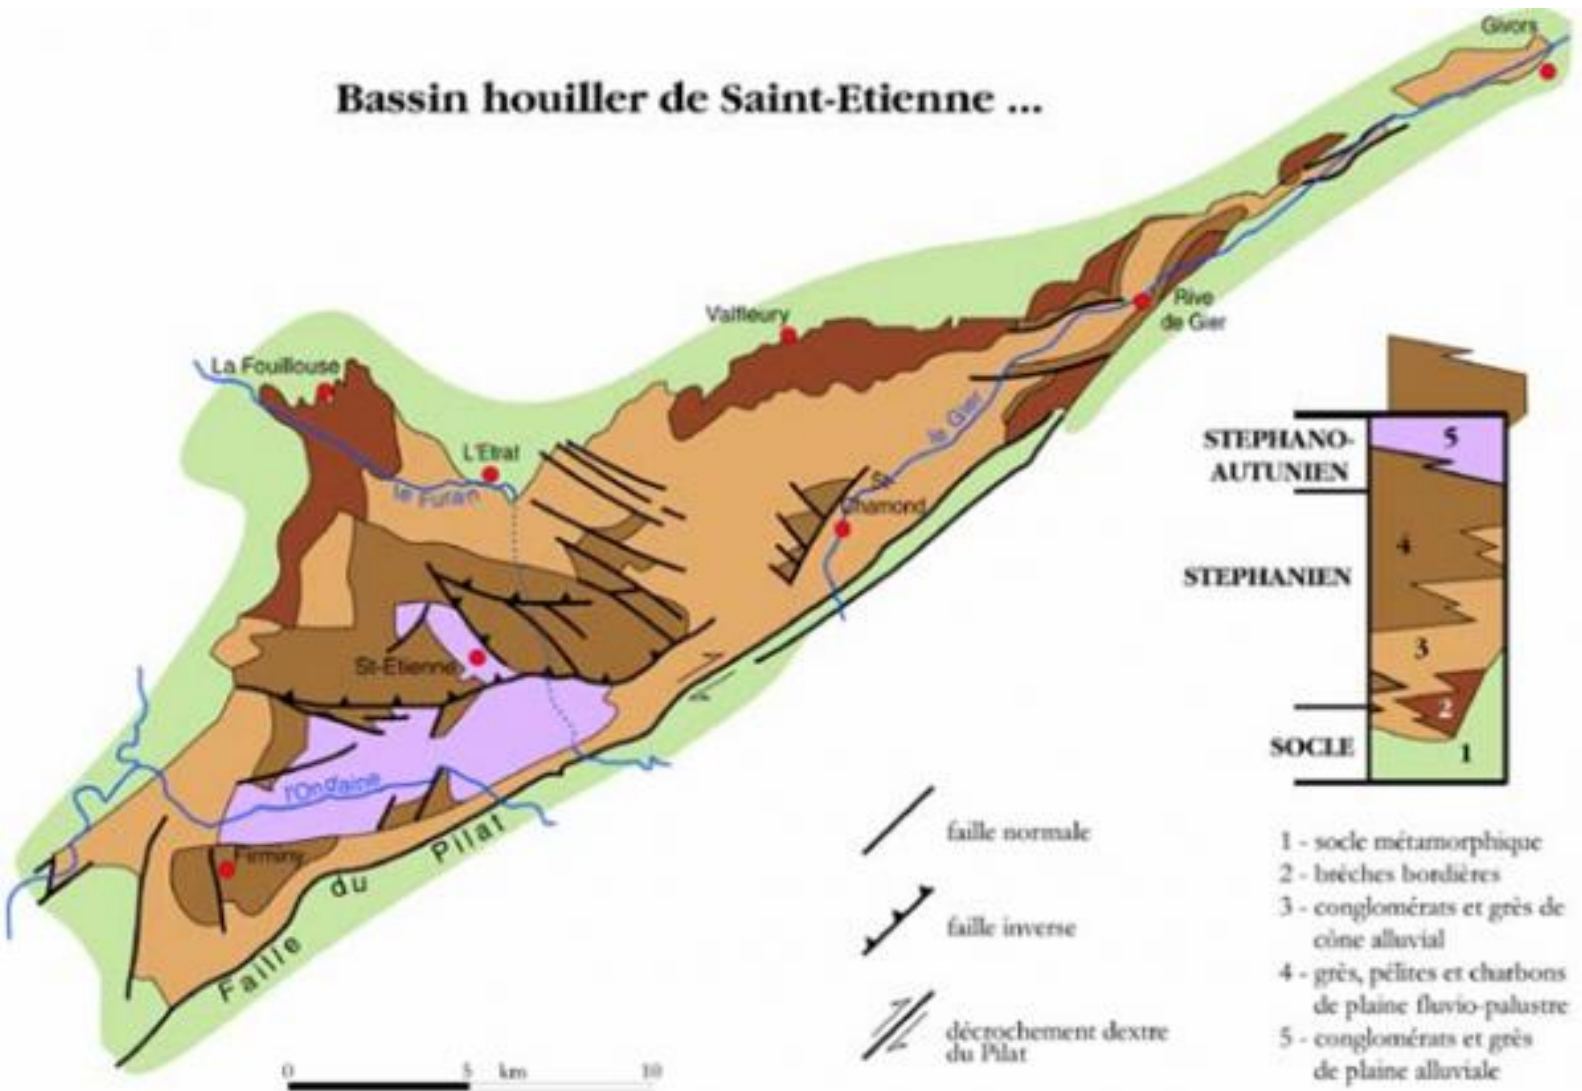 Bassin houiller de Saint-Etienne ...
Givors
Rive
de Gier
Valfleury
La Fouillouse
L'Etrat
le Furan
le Gier
St-
Chamond
St-Etienne
l'Ondaine
Firminy
Faille du Pilat
STEPHANO-
AUTUNIEN
STEPHANIEN
SOCLE
5
4
3
2
1
faille normale
faille inverse
décrochement dextre
du Pilat
1 - socle métamorphique
2 - brèches bordières
3 - conglomérats et grès de
cône alluvial
4 - grès, pélites et charbons
de plaine fluvio-palustre
5 - conglomérats et grès
de plaine alluviale
0 5 km 10